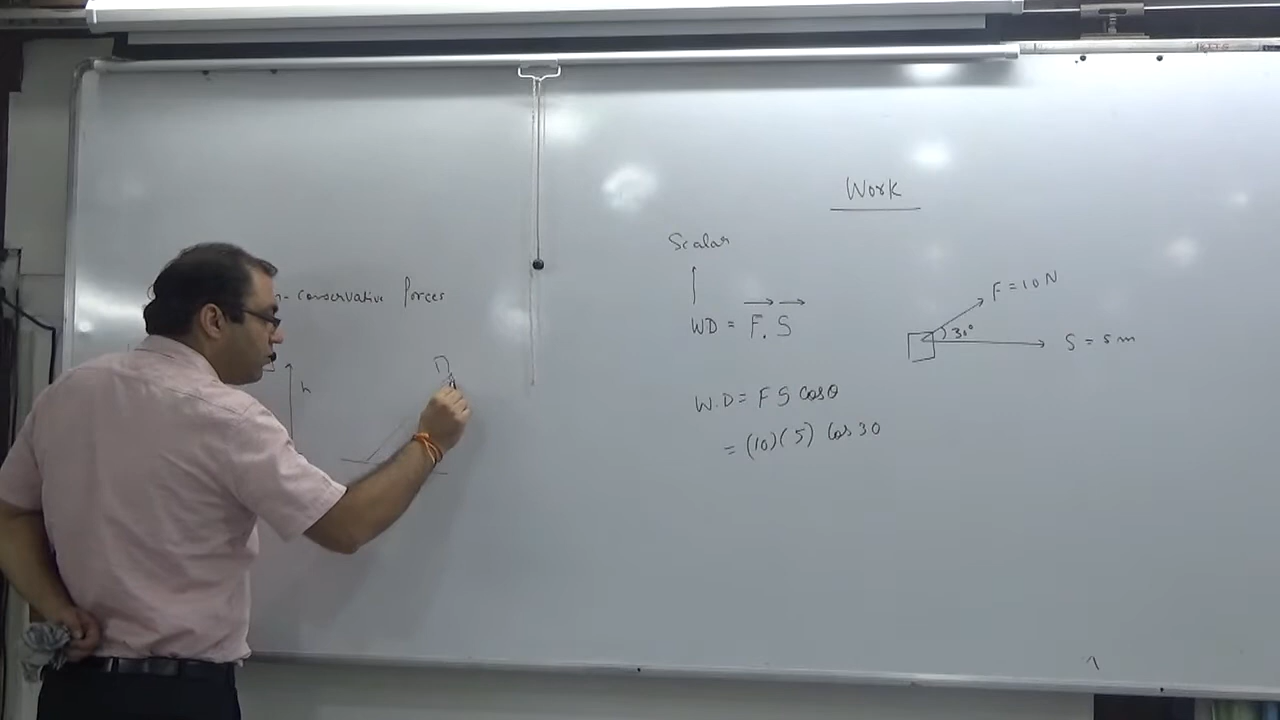 - conservative forces
h
Work
Scalar
WD = F. S
F = 10 N
30°
S = 5 m
W.D = F S cosθ
= (10)(5) Cos 30